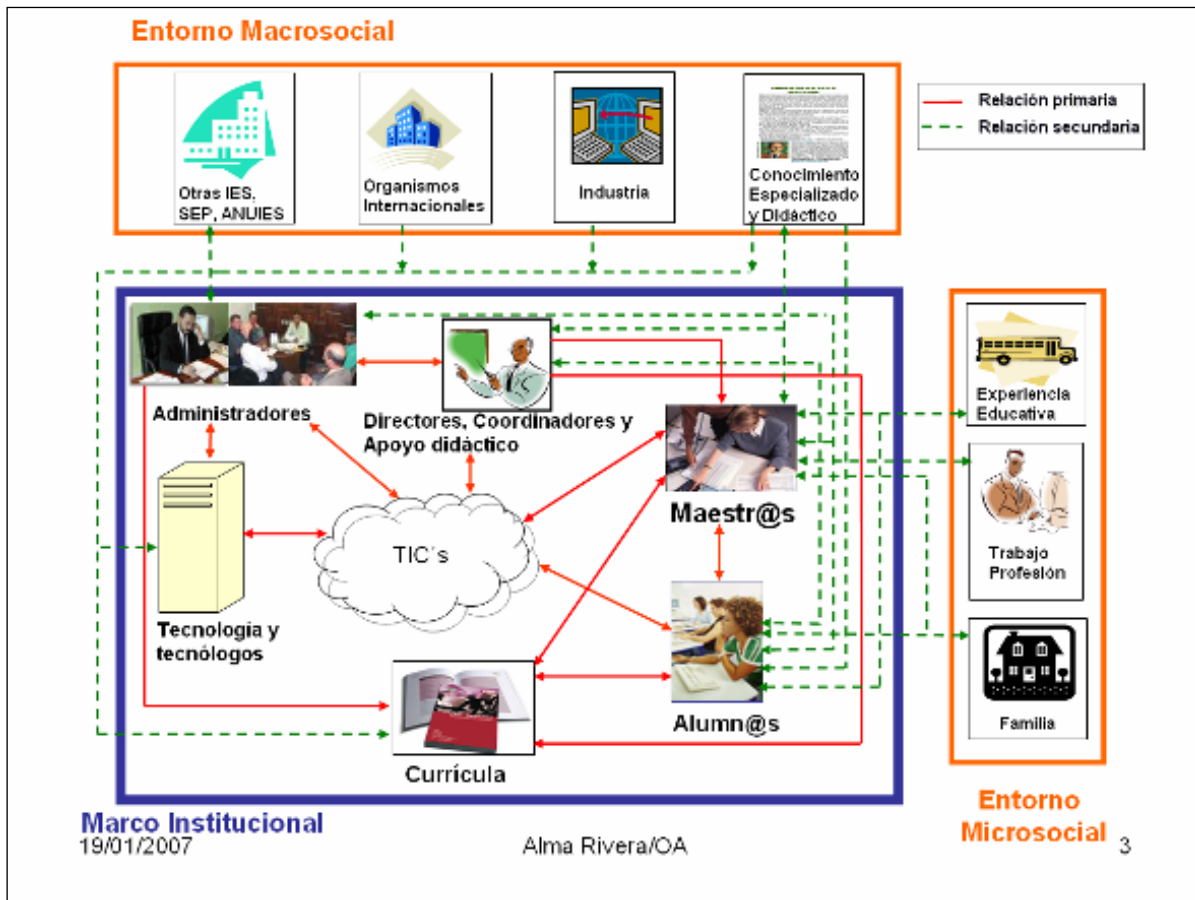 Entorno Macrosocial
Otras IES,
SEP, ANUIES
Organismos
Internacionales
Industria
Conocimiento
Especializado
y Didáctico
Relación primaria
Relación secundaria
Administradores
Directores, Coordinadores y
Apoyo didáctico
Maestr@s
TIC´s
Tecnología y
tecnólogos
Alumn@s
Currícula
Experiencia
Educativa
Trabajo
Profesión
Familia
Marco Institucional
Entorno
Microsocial
19/01/2007
Alma Rivera/OA
3